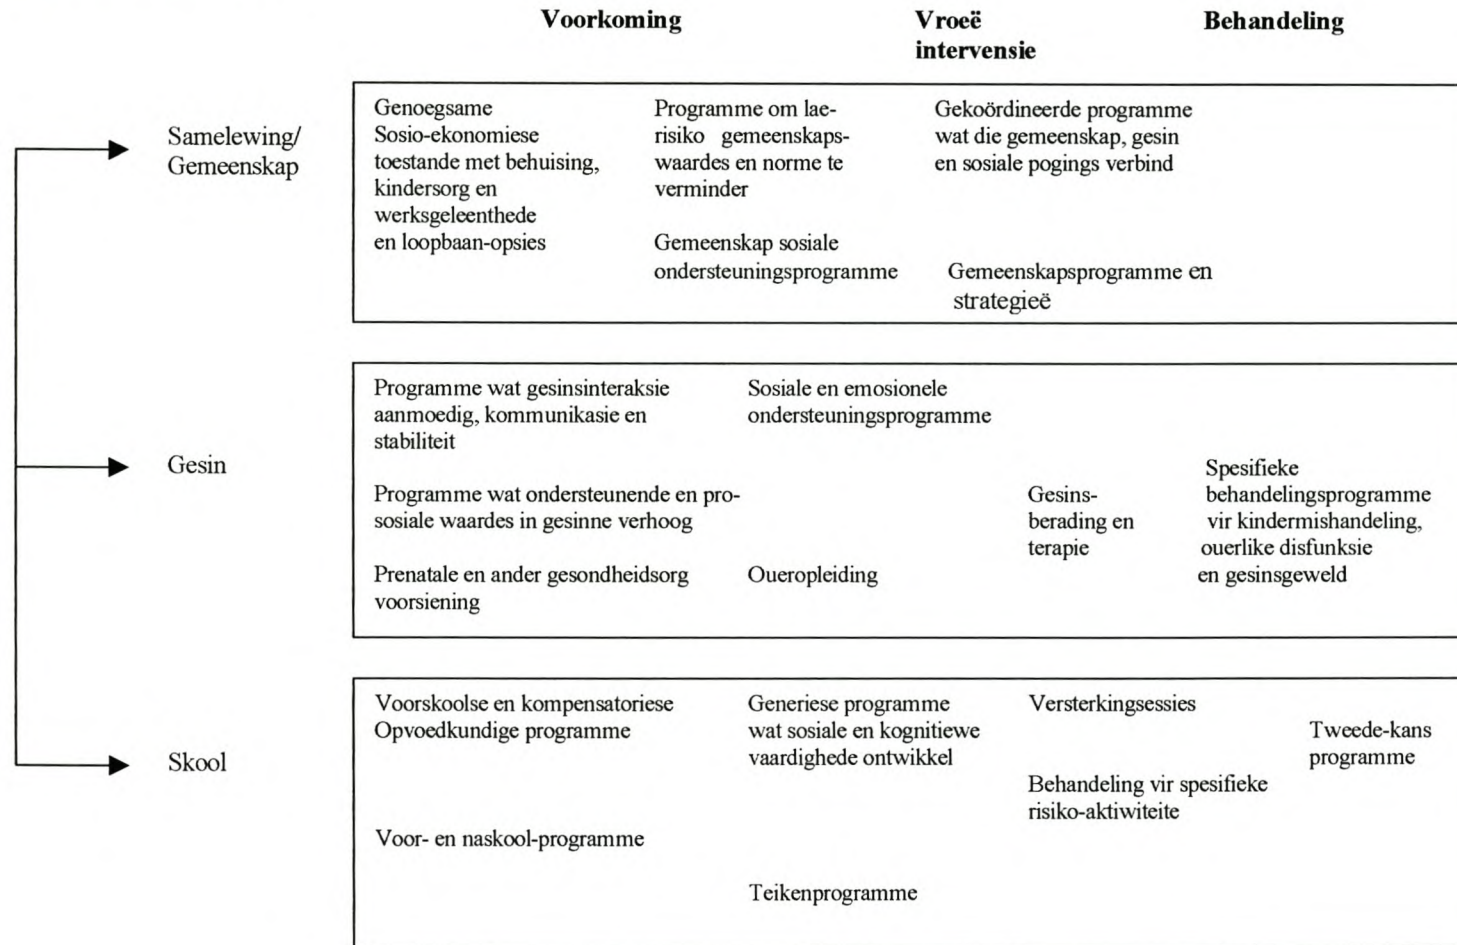 Voorkoming
Vroeë
intervensie
Behandeling
Samelewing/
Gemeenskap
Genoegsame
Sosio-ekonomiese
toestande met behuising,
kindersorg en
werksgeleenthede
en loopbaan-opsies
Programme om lae-
risiko gemeenskaps-
waardes en norme te
verminder
Gemeenskap sosiale
ondersteuningsprogramme
Gekoördineerde programme
wat die gemeenskap, gesin
en sosiale pogings verbind
Gemeenskapsprogramme en
strategieë
Gesin
Programme wat gesinsinteraksie
aanmoedig, kommunikasie en
stabiliteit
Programme wat ondersteunende en pro-
sosiale waardes in gesinne verhoog
Prenatale en ander gesondheidsorg
voorsiening
Sosiale en emosionele
ondersteuningsprogramme
Oueropleiding
Gesins-
berading en
terapie
Spesifieke
behandelingsprogramme
vir kindermishandeling,
ouerlike disfunksie
en gesinsgeweld
Skool
Voorskoolse en kompensatoriese
Opvoedkundige programme
Voor- en naskool-programme
Generiese programme
wat sosiale en kognitiewe
vaardighede ontwikkel
Teikenprogramme
Versterkingsessies
Behandeling vir spesifieke
risiko-aktiwiteite
Tweede-kans
programme